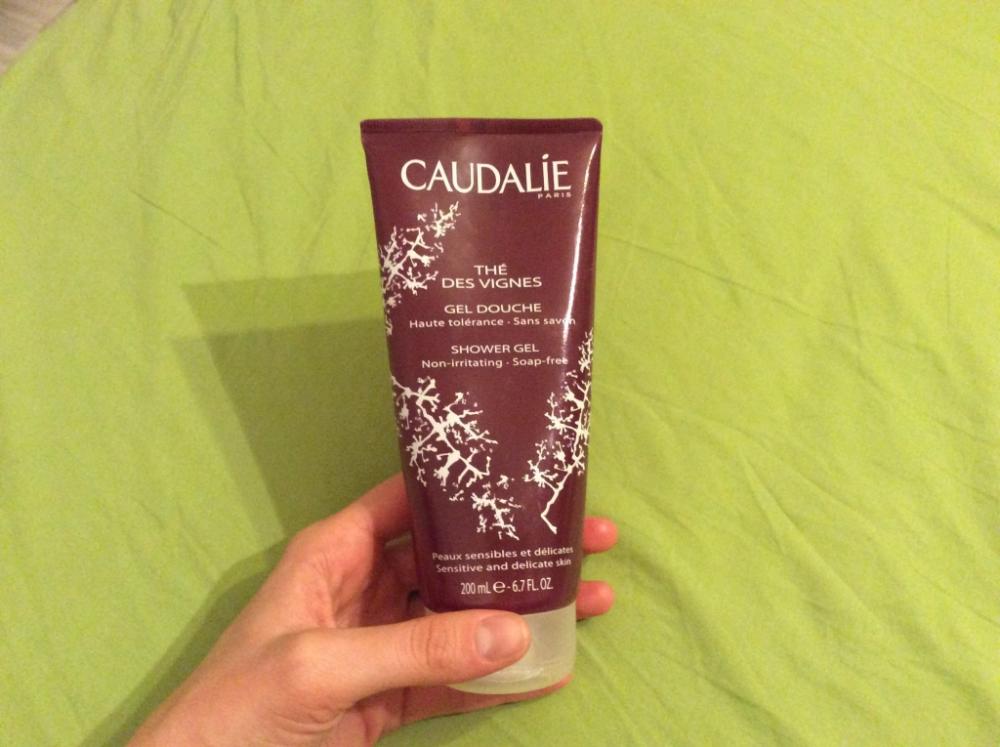 CAUDALÍE
PARIS
THÉ
DES VIGNES
GEL DOUCHE
Haute tolérance - Sans savon
SHOWER GEL
Non-irritating - Soap-free
Peaux sensibles et délicates
Sensitive and delicate skin
200 mL e - 6.7 FL. OZ.